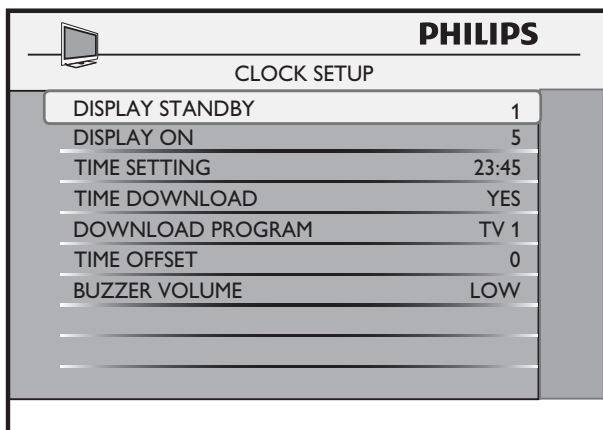 PHILIPS
CLOCK SETUP
DISPLAY STANDBY 1
DISPLAY ON 5
TIME SETTING 23:45
TIME DOWNLOAD YES
DOWNLOAD PROGRAM TV 1
TIME OFFSET 0
BUZZER VOLUME LOW